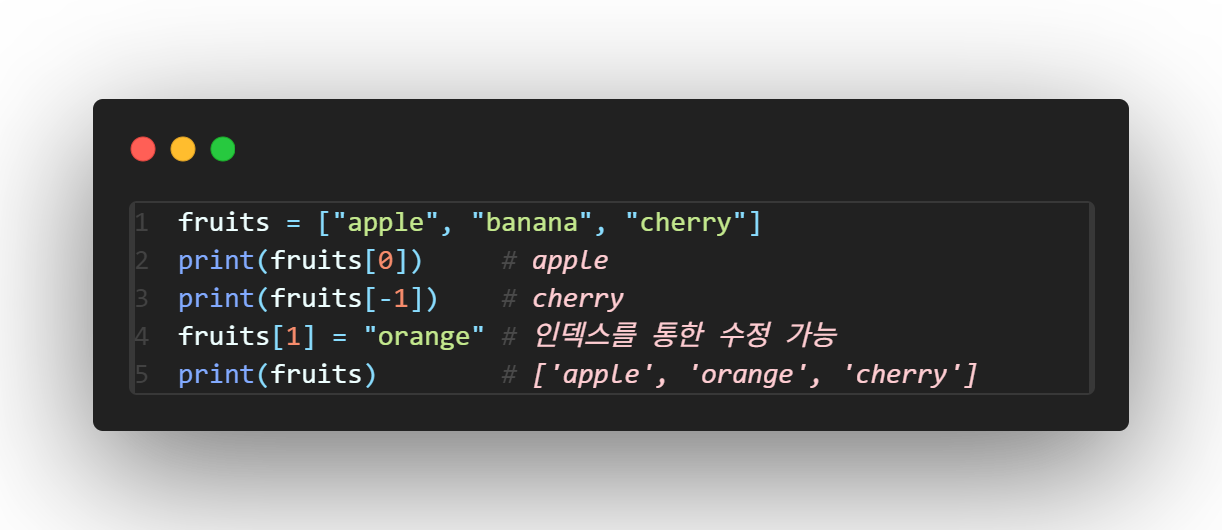 1 fruits = ["apple", "banana", "cherry"]
2 print(fruits[0])     # apple
3 print(fruits[-1])    # cherry
4 fruits[1] = "orange" # 인덱스를 통한 수정 가능
5 print(fruits)        # ['apple', 'orange', 'cherry']